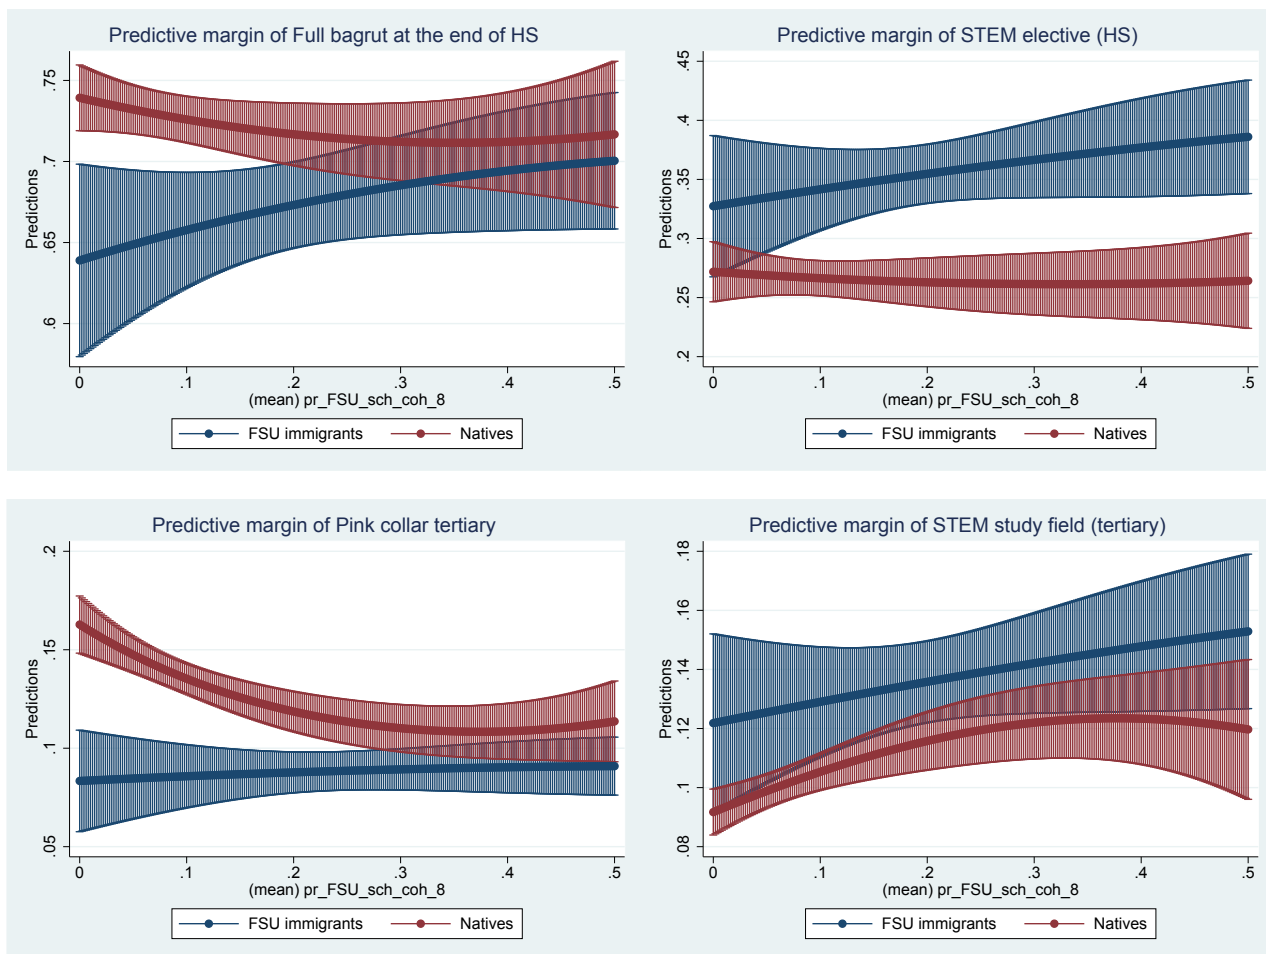 Predictive margin of Full bagrut at the end of HS
Predictions
.75
.7
.65
.6
0 .1 .2 .3 .4 .5
(mean) pr_FSU_sch_coh_8
FSU immigrants Natives
Predictive margin of STEM elective (HS)
Predictions
.45
.4
.35
.3
.25
.2
0 .1 .2 .3 .4 .5
(mean) pr_FSU_sch_coh_8
FSU immigrants Natives
Predictive margin of Pink collar tertiary
Predictions
.2
.15
.1
.05
0 .1 .2 .3 .4 .5
(mean) pr_FSU_sch_coh_8
FSU immigrants Natives
Predictive margin of STEM study field (tertiary)
Predictions
.18
.16
.14
.12
.1
.08
0 .1 .2 .3 .4 .5
(mean) pr_FSU_sch_coh_8
FSU immigrants Natives